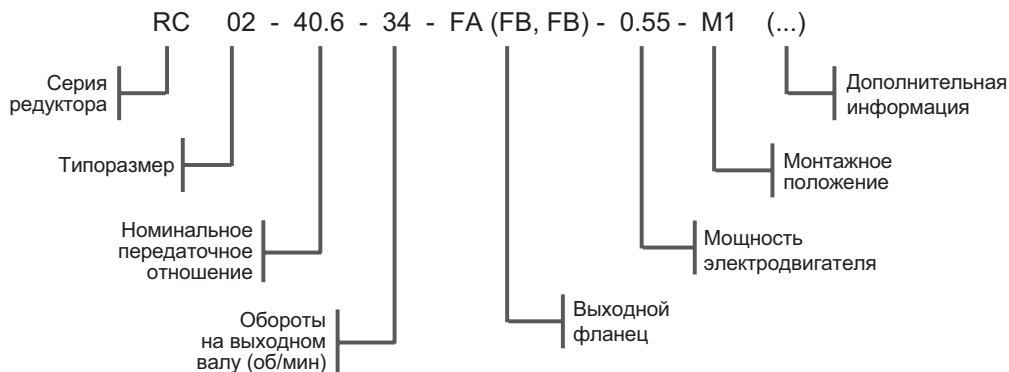 RC 02 - 40.6 - 34 - FA (FB, FB) - 0.55 - M1 (...)
Серия
редуктора
Типоразмер
Номинальное
передаточное
отношение
Обороты
на выходном
валу (об/мин)
Выходной
фланец
Мощность
электродвигателя
Монтажное
положение
Дополнительная
информация